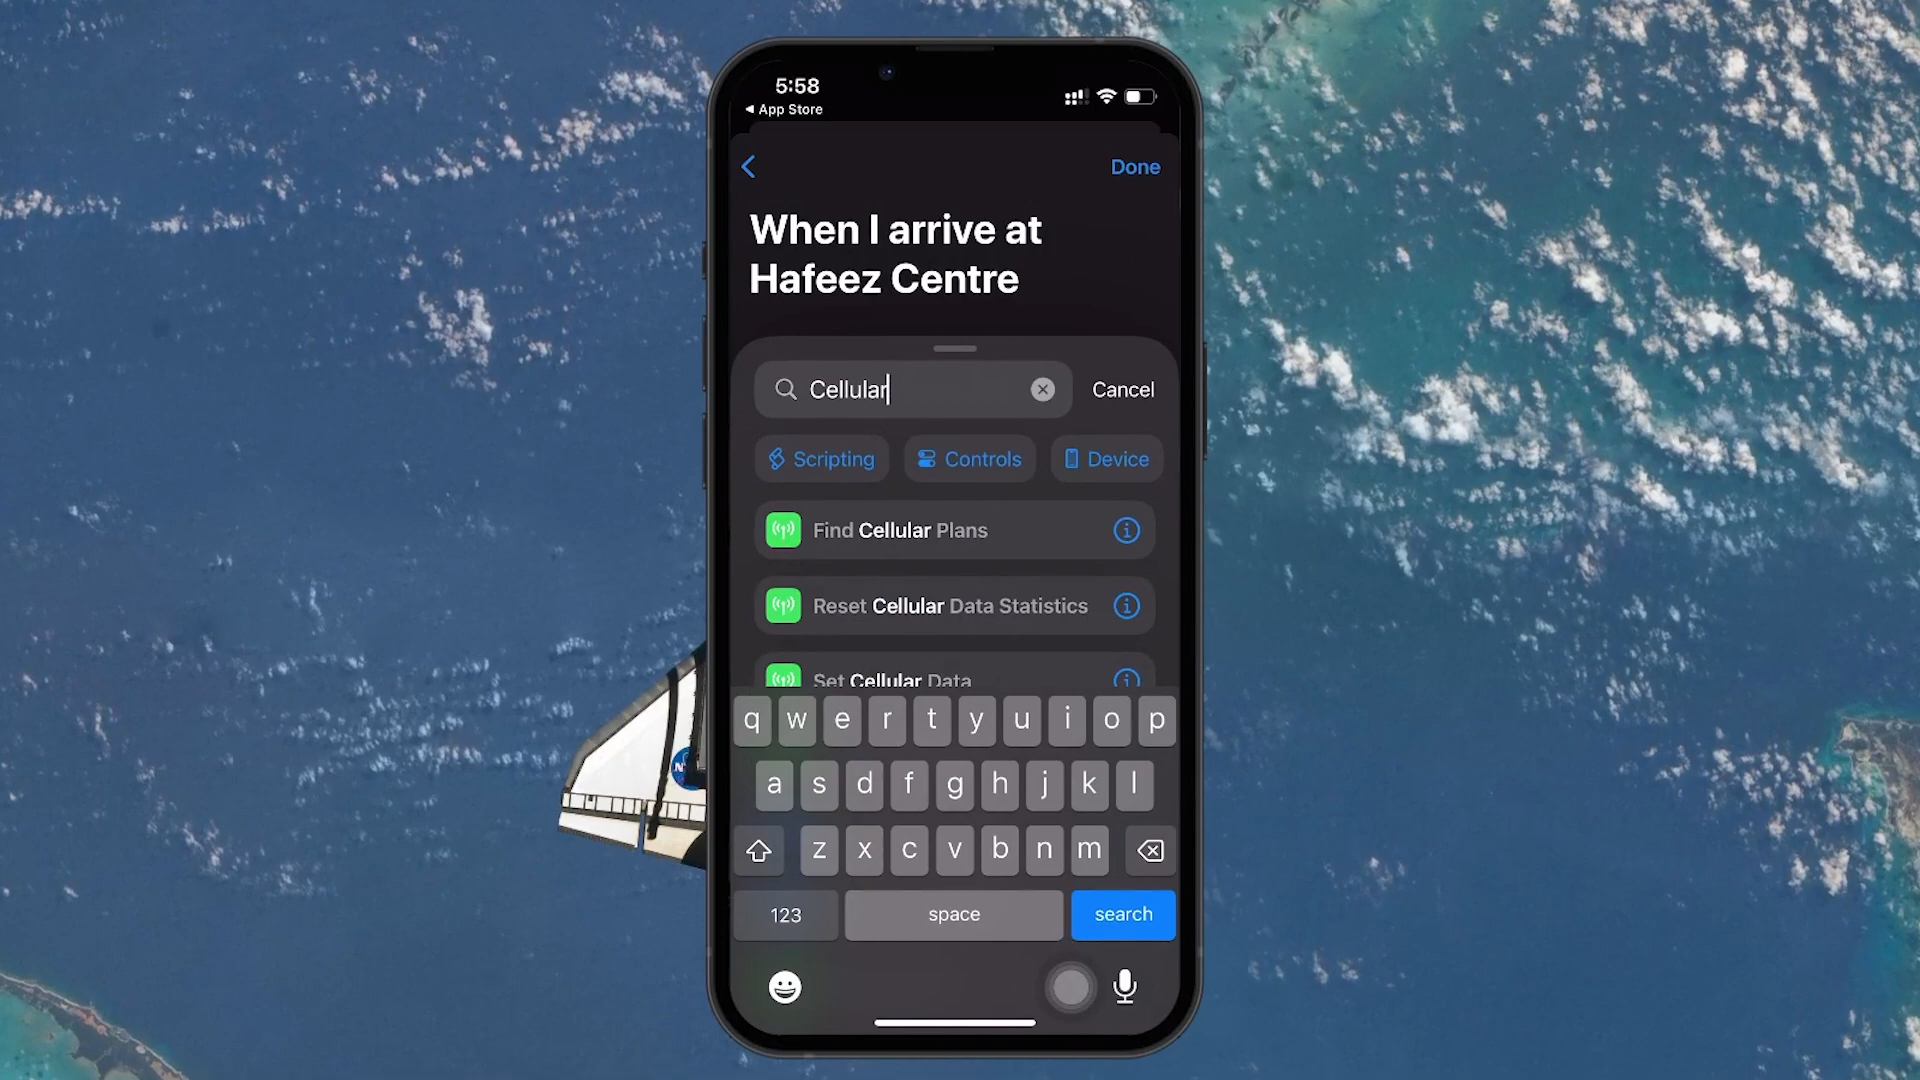 5:58
App Store
Done
When I arrive at
Hafeez Centre
Cellular
Cancel
Scripting
Controls
Device
Find Cellular Plans
Reset Cellular Data Statistics
Set Cellular Data
q w e r t y u i o p
a s d f g h j k l
z x c v b n m
123
space
search